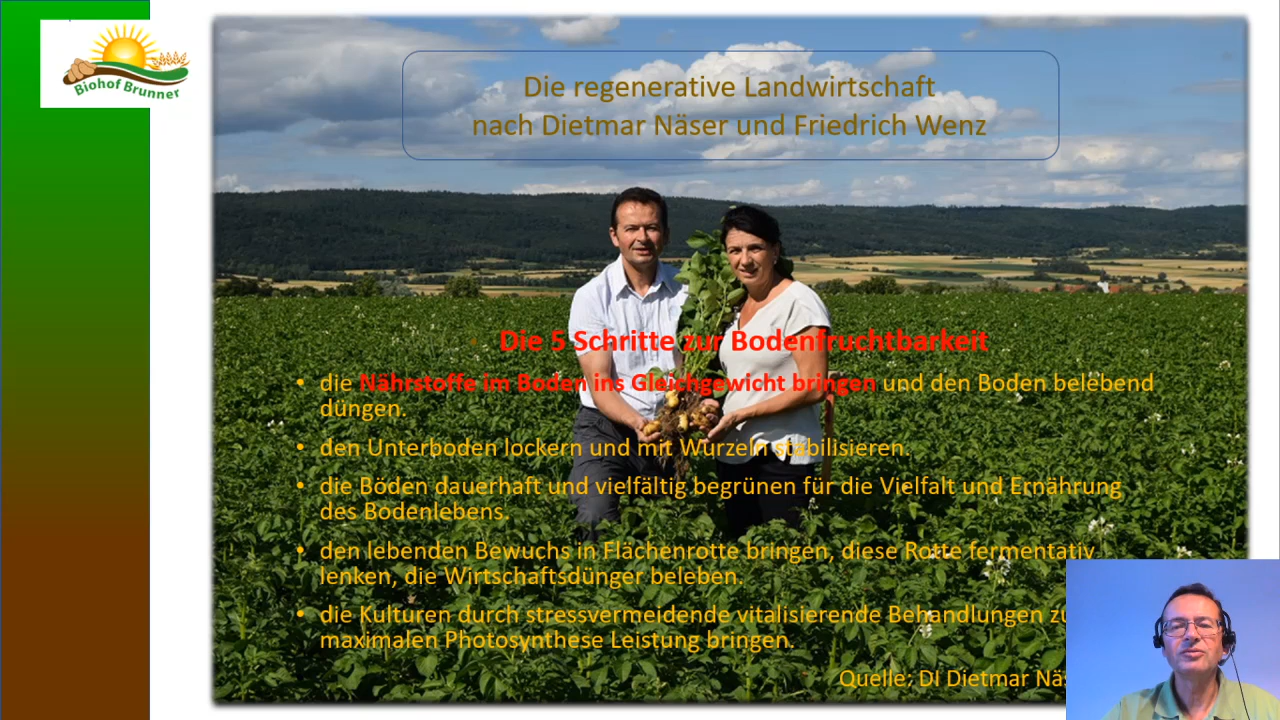 Biohof Brunner
Die regenerative Landwirtschaft
nach Dietmar Näser und Friedrich Wenz
• Die 5 Schritte zur Bodenfruchtbarkeit
• die Nährstoffe im Boden ins Gleichgewicht bringen und den Boden belebend
düngen.
• den Unterboden lockern und mit Wurzeln stabilisieren.
• die Böden dauerhaft und vielfältig begrünen für die Vielfalt und Ernährung
des Bodenlebens.
• den lebenden Bewuchs in Flächenrotte bringen, diese Rotte fermentativ
lenken, die Wirtschaftsdünger beleben.
• die Kulturen durch stressvermeidende vitalisierende Behandlungen
maximalen Photosynthese Leistung bringen.
Quelle: DI Dietmar